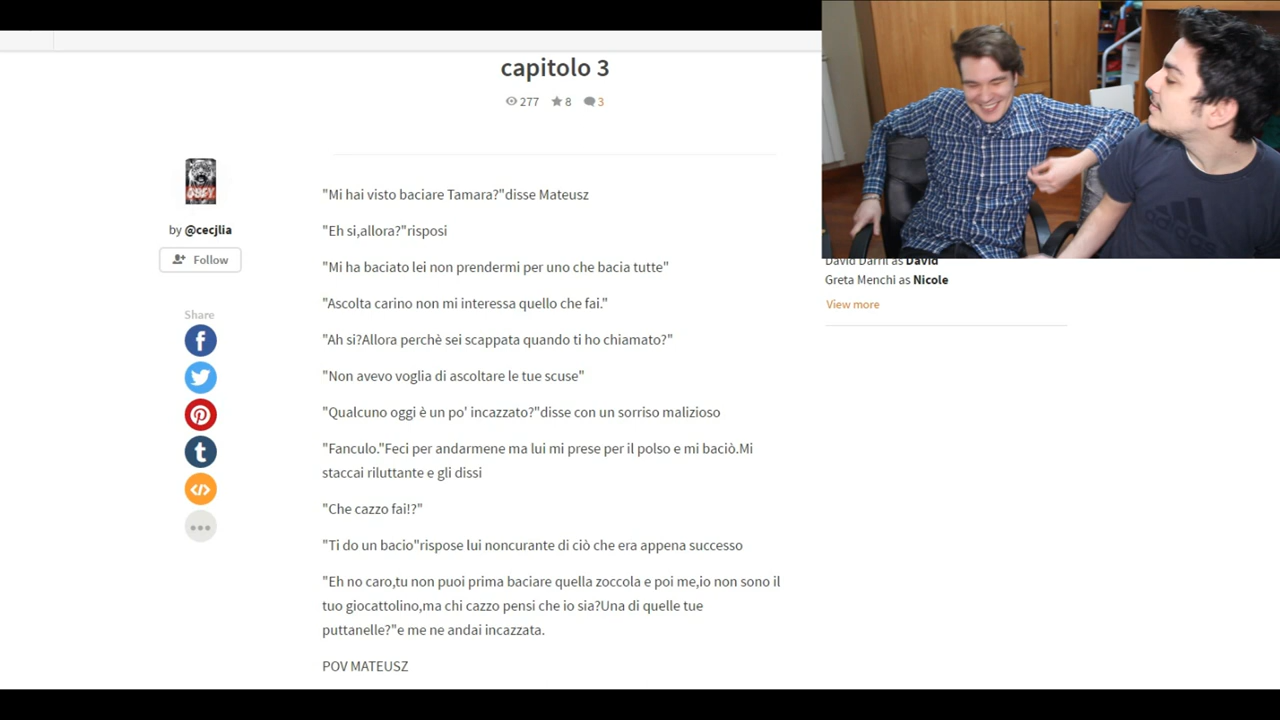 capitolo 3
277 8 3
OBEY
by @cecjlia
Follow
Share
"Mi hai visto baciare Tamara?"disse Mateusz
"Eh si,allora?"risposi
"Mi ha baciato lei non prendermi per uno che bacia tutte"
"Ascolta carino non mi interessa quello che fai."
"Ah si?Allora perchè sei scappata quando ti ho chiamato?"
"Non avevo voglia di ascoltare le tue scuse"
"Qualcuno oggi è un po' incazzato?"disse con un sorriso malizioso
"Fanculo."Feci per andarmene ma lui mi prese per il polso e mi baciò.Mi
staccai riluttante e gli dissi
"Che cazzo fai!?"
"Ti do un bacio"rispose lui noncurante di ciò che era appena successo
"Eh no caro,tu non puoi prima baciare quella zoccola e poi me,io non sono il
tuo giocattolino,ma chi cazzo pensi che io sia?Una di quelle tue
puttanelle?"e me ne andai incazzata.
POV MATEUSZ
David Darril as David
Greta Menchi as Nicole
View more
adidas